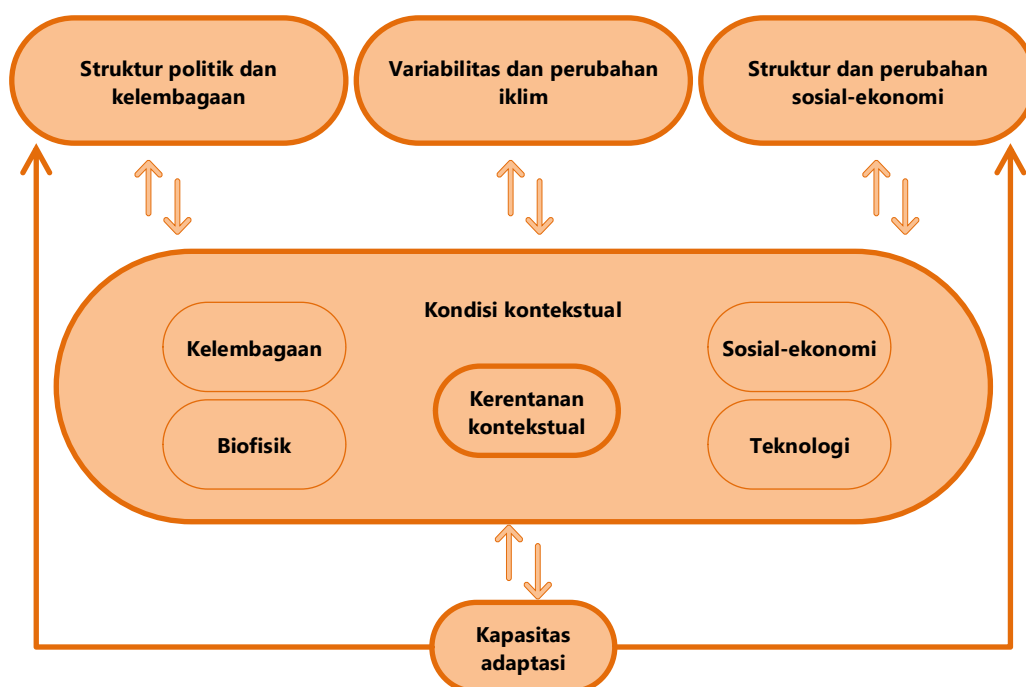 Struktur politik dan
kelembagaan
Variabilitas dan perubahan
iklim
Struktur dan perubahan
sosial-ekonomi
Kondisi kontekstual
Kelembagaan
Sosial-ekonomi
Kerentanan
kontekstual
Biofisik
Teknologi
Kapasitas
adaptasi